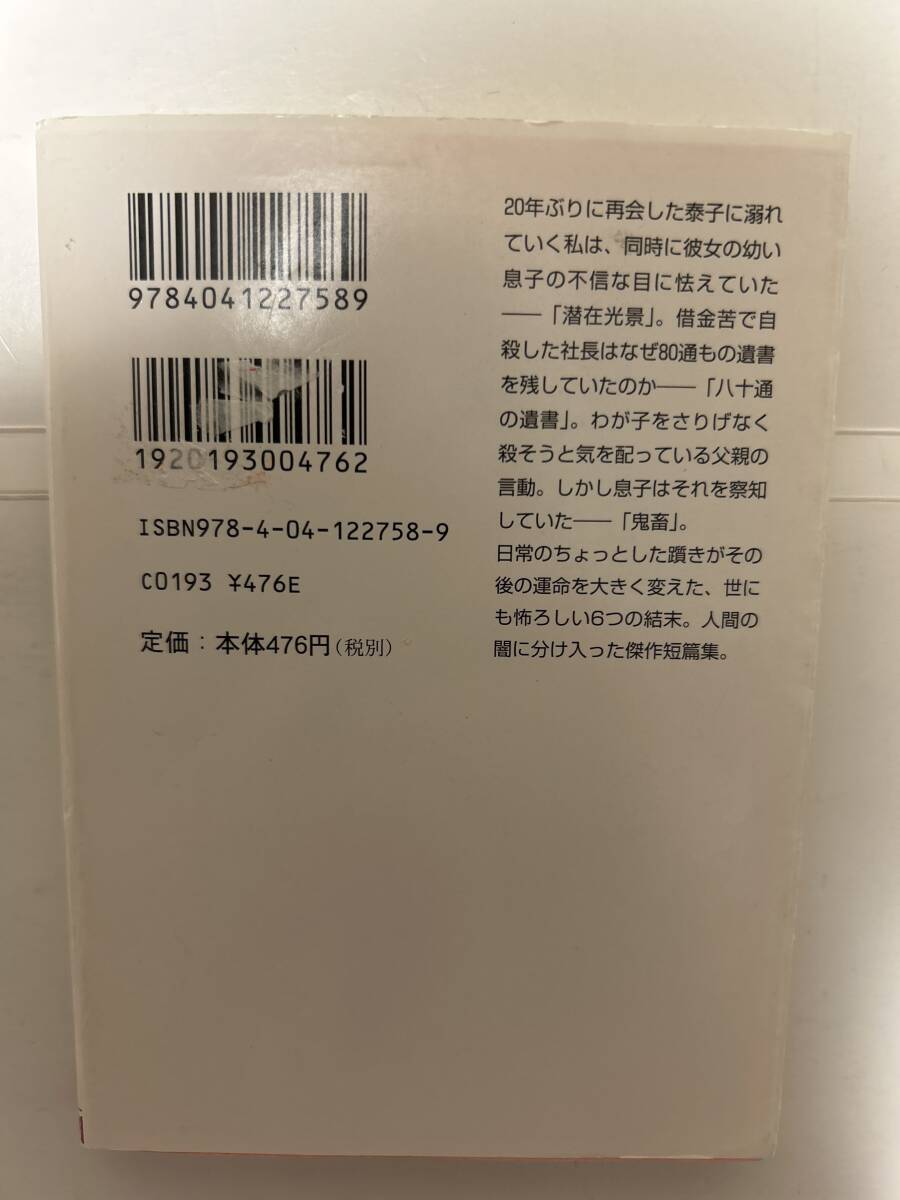 9784041227589
1920193004762
ISBN978-4-04-122758-9
C0193 ¥476E
定価：本体476円（税別）
20年ぶりに再会した泰子に溺れ
ていく私は、同時に彼女の幼い
息子の不信な目に怯えていた
──「潜在光景」。借金苦で自
殺した社長はなぜ80通もの遺書
を残していたのか──「八十通
の遺書」。わが子をさりげなく
殺そうと気を配っている父親の
言動。しかし息子はそれを察知
していた──「鬼畜」。
日常のちょっとした躓きがその
後の運命を大きく変えた、世に
も怖ろしい6つの結末。人間の
闇に分け入った傑作短篇集。